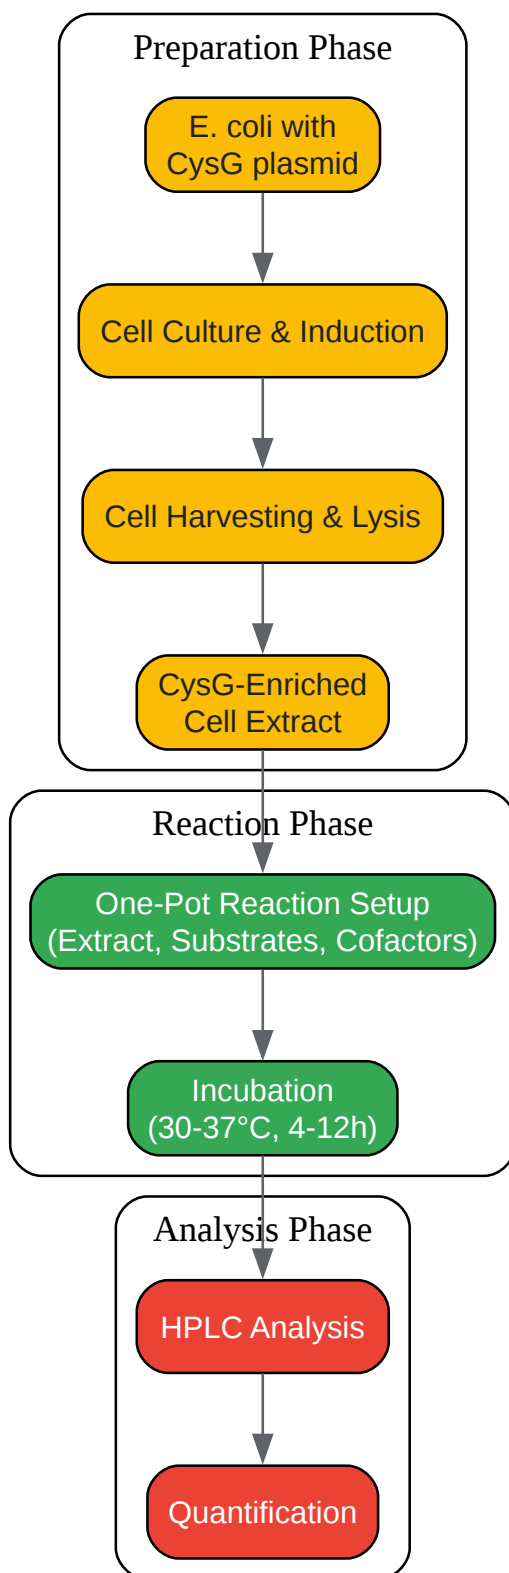 Preparation Phase
E. coli with
CysG plasmid
Cell Culture & Induction
Cell Harvesting & Lysis
CysG-Enriched
Cell Extract
Reaction Phase
One-Pot Reaction Setup
(Extract, Substrates, Cofactors)
Incubation
(30-37°C, 4-12h)
Analysis Phase
HPLC Analysis
Quantification